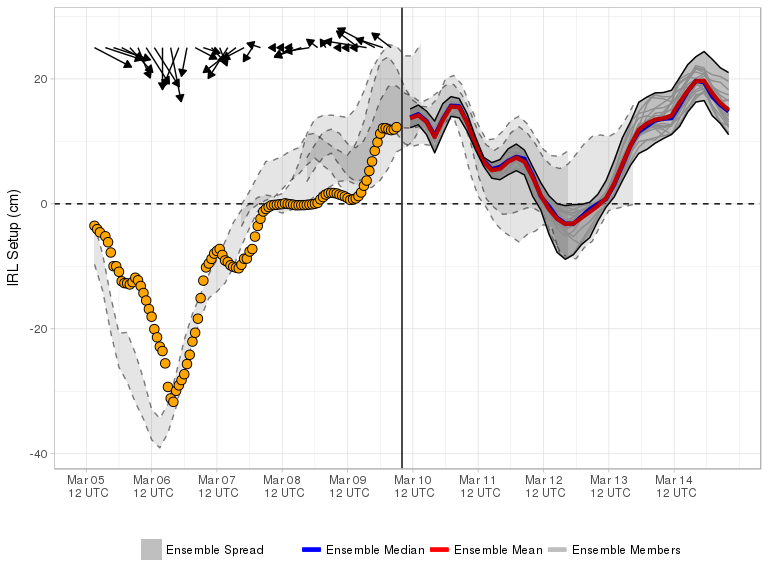 IRL Setup (cm)
20
0
-20
-40
Mar 05 Mar 06 Mar 07 Mar 08 Mar 09 Mar 10 Mar 11 Mar 12 Mar 13 Mar 14
12 UTC 12 UTC 12 UTC 12 UTC 12 UTC 12 UTC 12 UTC 12 UTC 12 UTC 12 UTC
Ensemble Spread Ensemble Median Ensemble Mean Ensemble Members